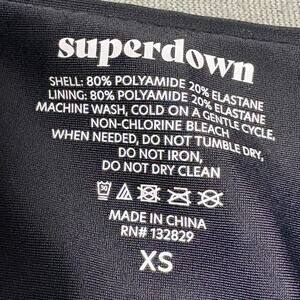 superdown
SHELL: 80% POLYAMIDE 20% ELASTANE
LINING: 80% POLYAMIDE 20% ELASTANE
MACHINE WASH, COLD ON A GENTLE CYCLE,
NON-CHLORINE BLEACH
WHEN NEEDED, DO NOT TUMBLE DRY,
DO NOT IRON,
DO NOT DRY CLEAN
30
MADE IN CHINA
RN# 132829
XS